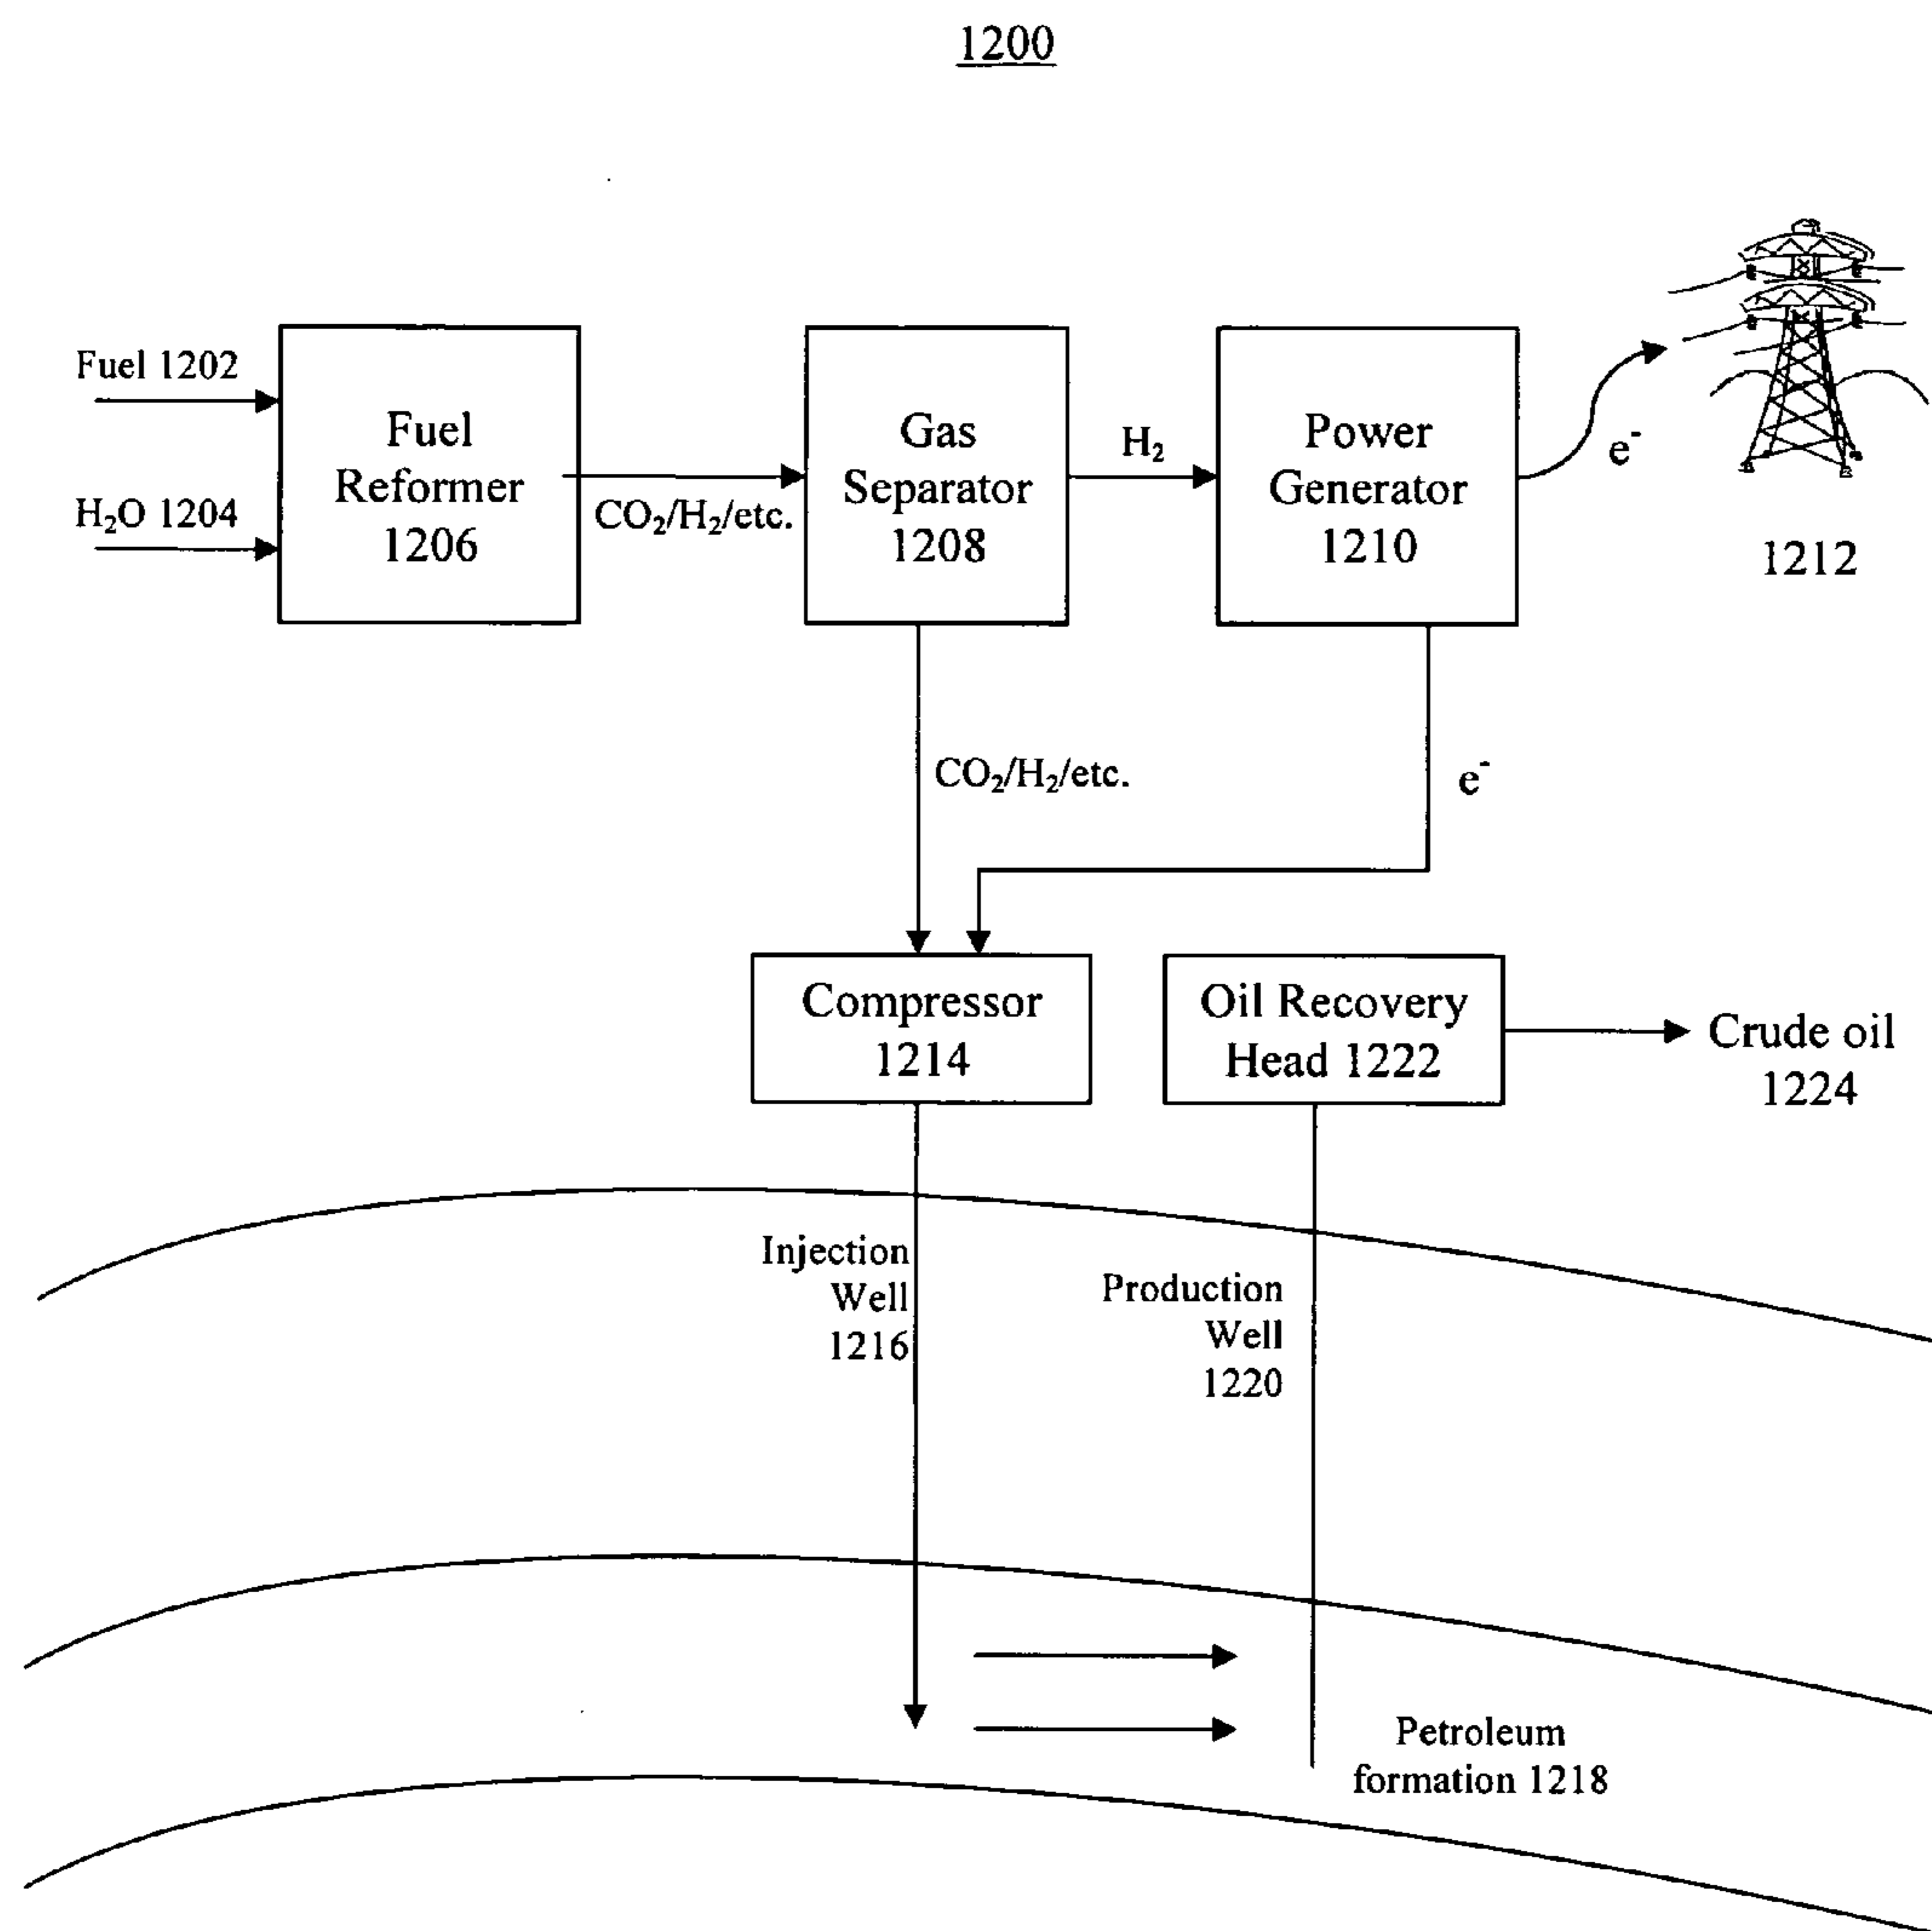 1200
Fuel 1202
H₂O 1204
Fuel
Reformer
1206
CO₂/H₂/etc.
Gas
Separator
1208
H₂
Power
Generator
1210
e⁻
1212
CO₂/H₂/etc.
e⁻
Compressor
1214
Oil Recovery
Head 1222
Crude oil
1224
Injection
Well
1216
Production
Well
1220
Petroleum
formation 1218